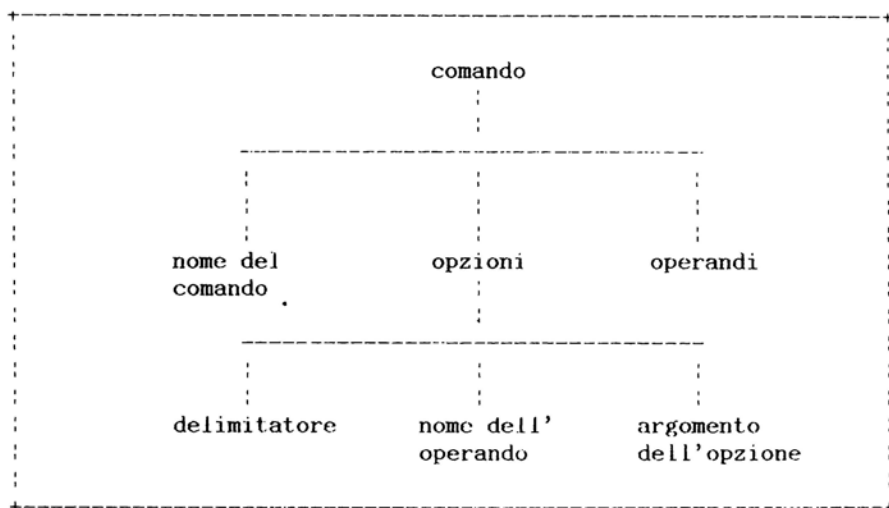 comando
nome del opzioni operandi
comando
delimitatore nome dell' argomento
operando dell'opzione